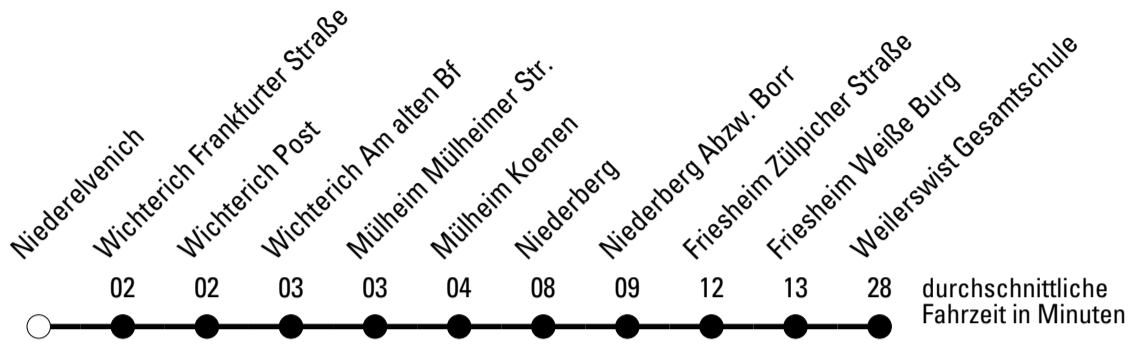 Niederelvenich
Wichterich Frankfurter Straße
Wichterich Post
Wichterich Am alten Bf
Mülheim Mülheimer Str.
Mülheim Koenen
Niederberg
Niederberg Abzw. Borr
Friesheim Zülpicher Straße
Friesheim Weiße Burg
Weilerswist Gesamtschule
02 02 03 03 04 08 09 12 13 28 durchschnittliche
Fahrzeit in Minuten